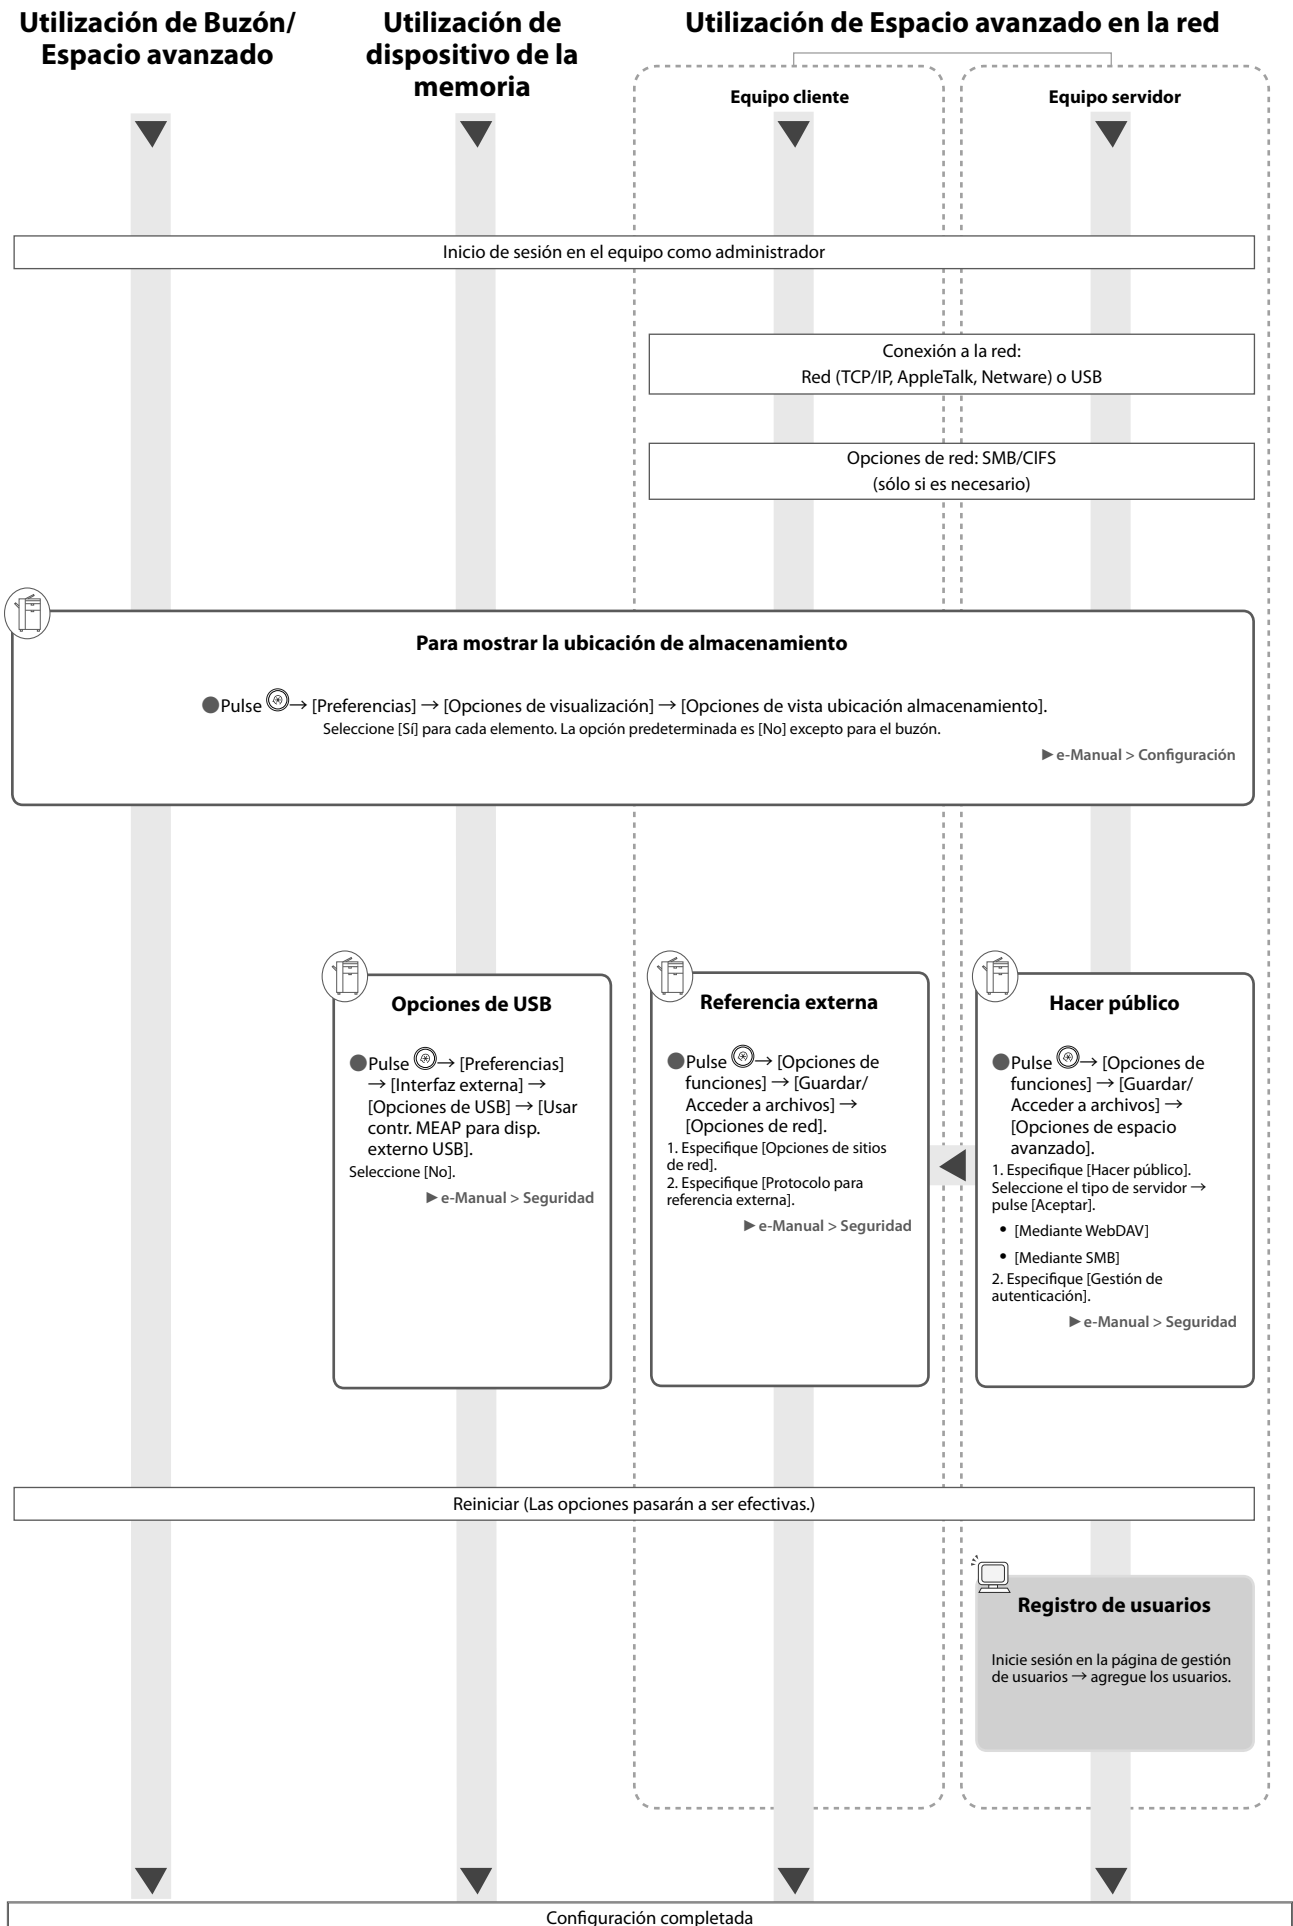 Utilización de Buzón/
Espacio avanzado
Utilización de
dispositivo de la
memoria
Utilización de Espacio avanzado en la red
Equipo cliente
Equipo servidor
Inicio de sesión en el equipo como administrador
Conexión a la red:
Red (TCP/IP, AppleTalk, Netware) o USB
Opciones de red: SMB/CIFS
(sólo si es necesario)
Para mostrar la ubicación de almacenamiento
●Pulse → [Preferencias] → [Opciones de visualización] → [Opciones de vista ubicación almacenamiento].
Seleccione [Sí] para cada elemento. La opción predeterminada es [No] excepto para el buzón.
►e-Manual > Configuración
Opciones de USB
●Pulse → [Preferencias]
→ [Interfaz externa] →
[Opciones de USB] → [Usar
contr. MEAP para disp.
externo USB].
Seleccione [No].
►e-Manual > Seguridad
Referencia externa
●Pulse → [Opciones de
funciones] → [Guardar/
Acceder a archivos] →
[Opciones de red].
1. Especifique [Opciones de sitios
de red].
2. Especifique [Protocolo para
referencia externa].
►e-Manual > Seguridad
Hacer público
●Pulse → [Opciones de
funciones] → [Guardar/
Acceder a archivos] →
[Opciones de espacio
avanzado].
1. Especifique [Hacer público].
Seleccione el tipo de servidor →
pulse [Aceptar].
• [Mediante WebDAV]
• [Mediante SMB]
2. Especifique [Gestión de
autenticación].
►e-Manual > Seguridad
Reiniciar (Las opciones pasarán a ser efectivas.)
Registro de usuarios
Inicie sesión en la página de gestión
de usuarios → agregue los usuarios.
Configuración completada